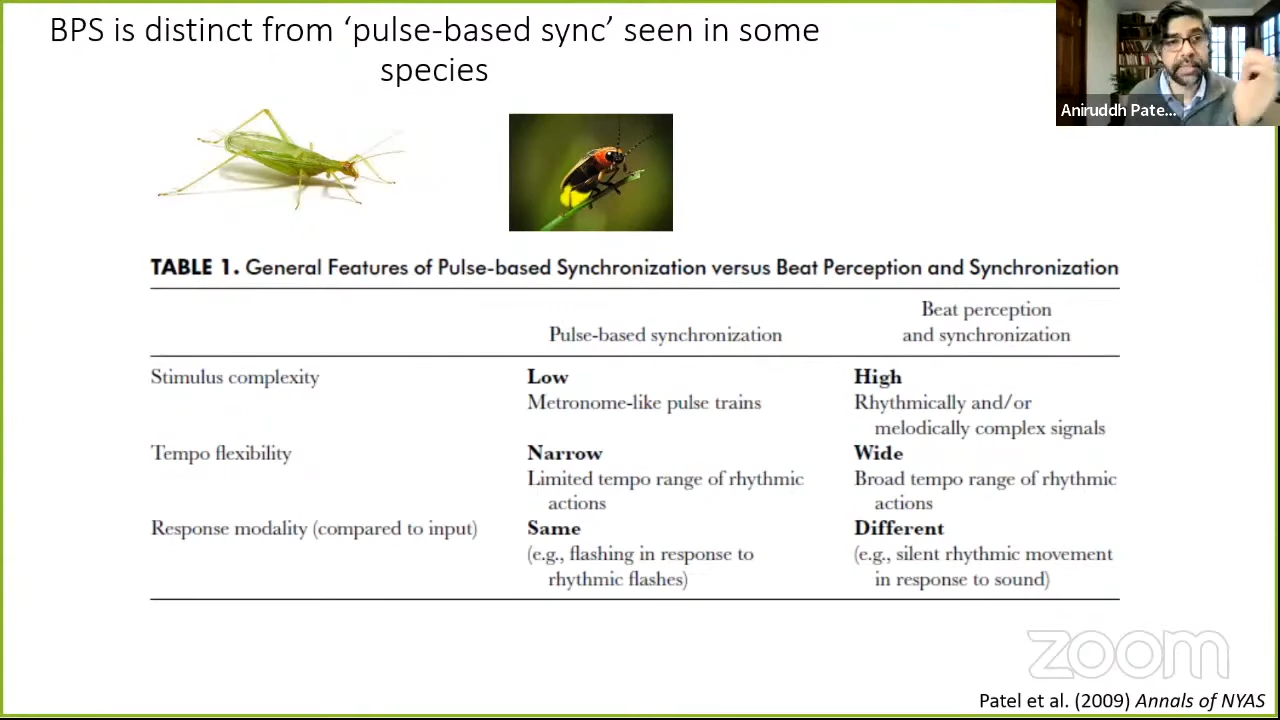 BPS is distinct from ‘pulse-based sync’ seen in some
species
Aniruddh Pate...
TABLE 1. General Features of Pulse-based Synchronization versus Beat Perception and Synchronization
Beat perception
Pulse-based synchronization and synchronization
Stimulus complexity Low High
Metronome-like pulse trains Rhythmically and/or
melodically complex signals
Tempo flexibility Narrow Wide
Limited tempo range of rhythmic Broad tempo range of rhythmic
actions actions
Response modality (compared to input) Same Different
(e.g., flashing in response to (e.g., silent rhythmic movement
rhythmic flashes) in response to sound)
zoom
Patel et al. (2009) Annals of NYAS